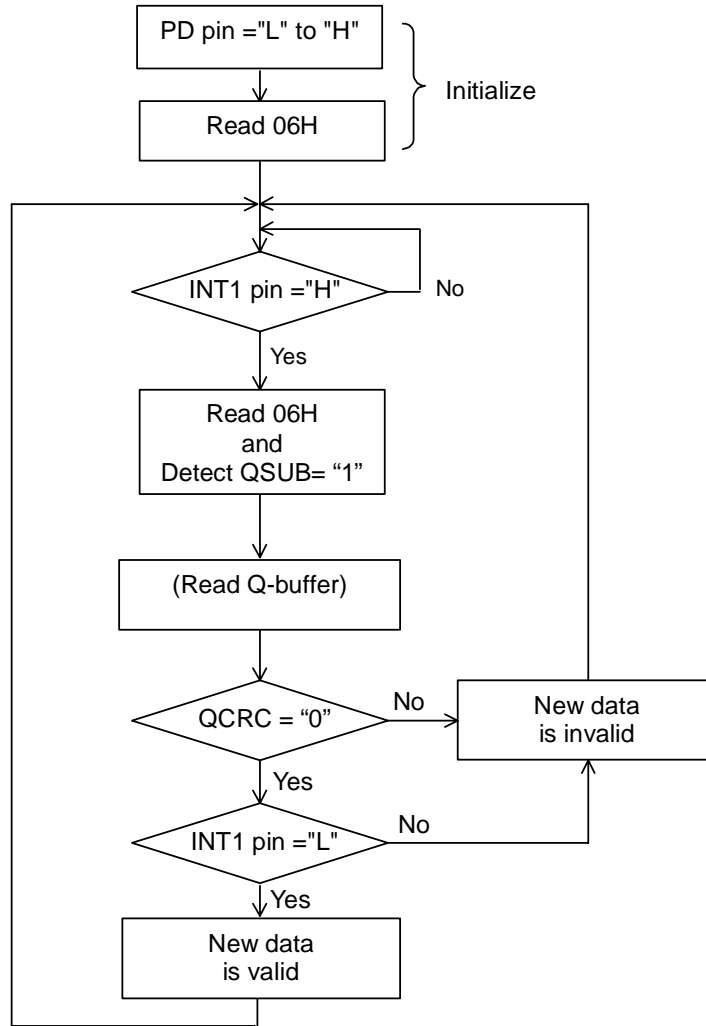 PD pin ="L" to "H"
Initialize
Read 06H
INT1 pin ="H"
No
Yes
Read 06H
and
Detect QSUB= “1”
(Read Q-buffer)
QCRC = “0”
No
New data
is invalid
Yes
INT1 pin ="L"
No
Yes
New data
is valid